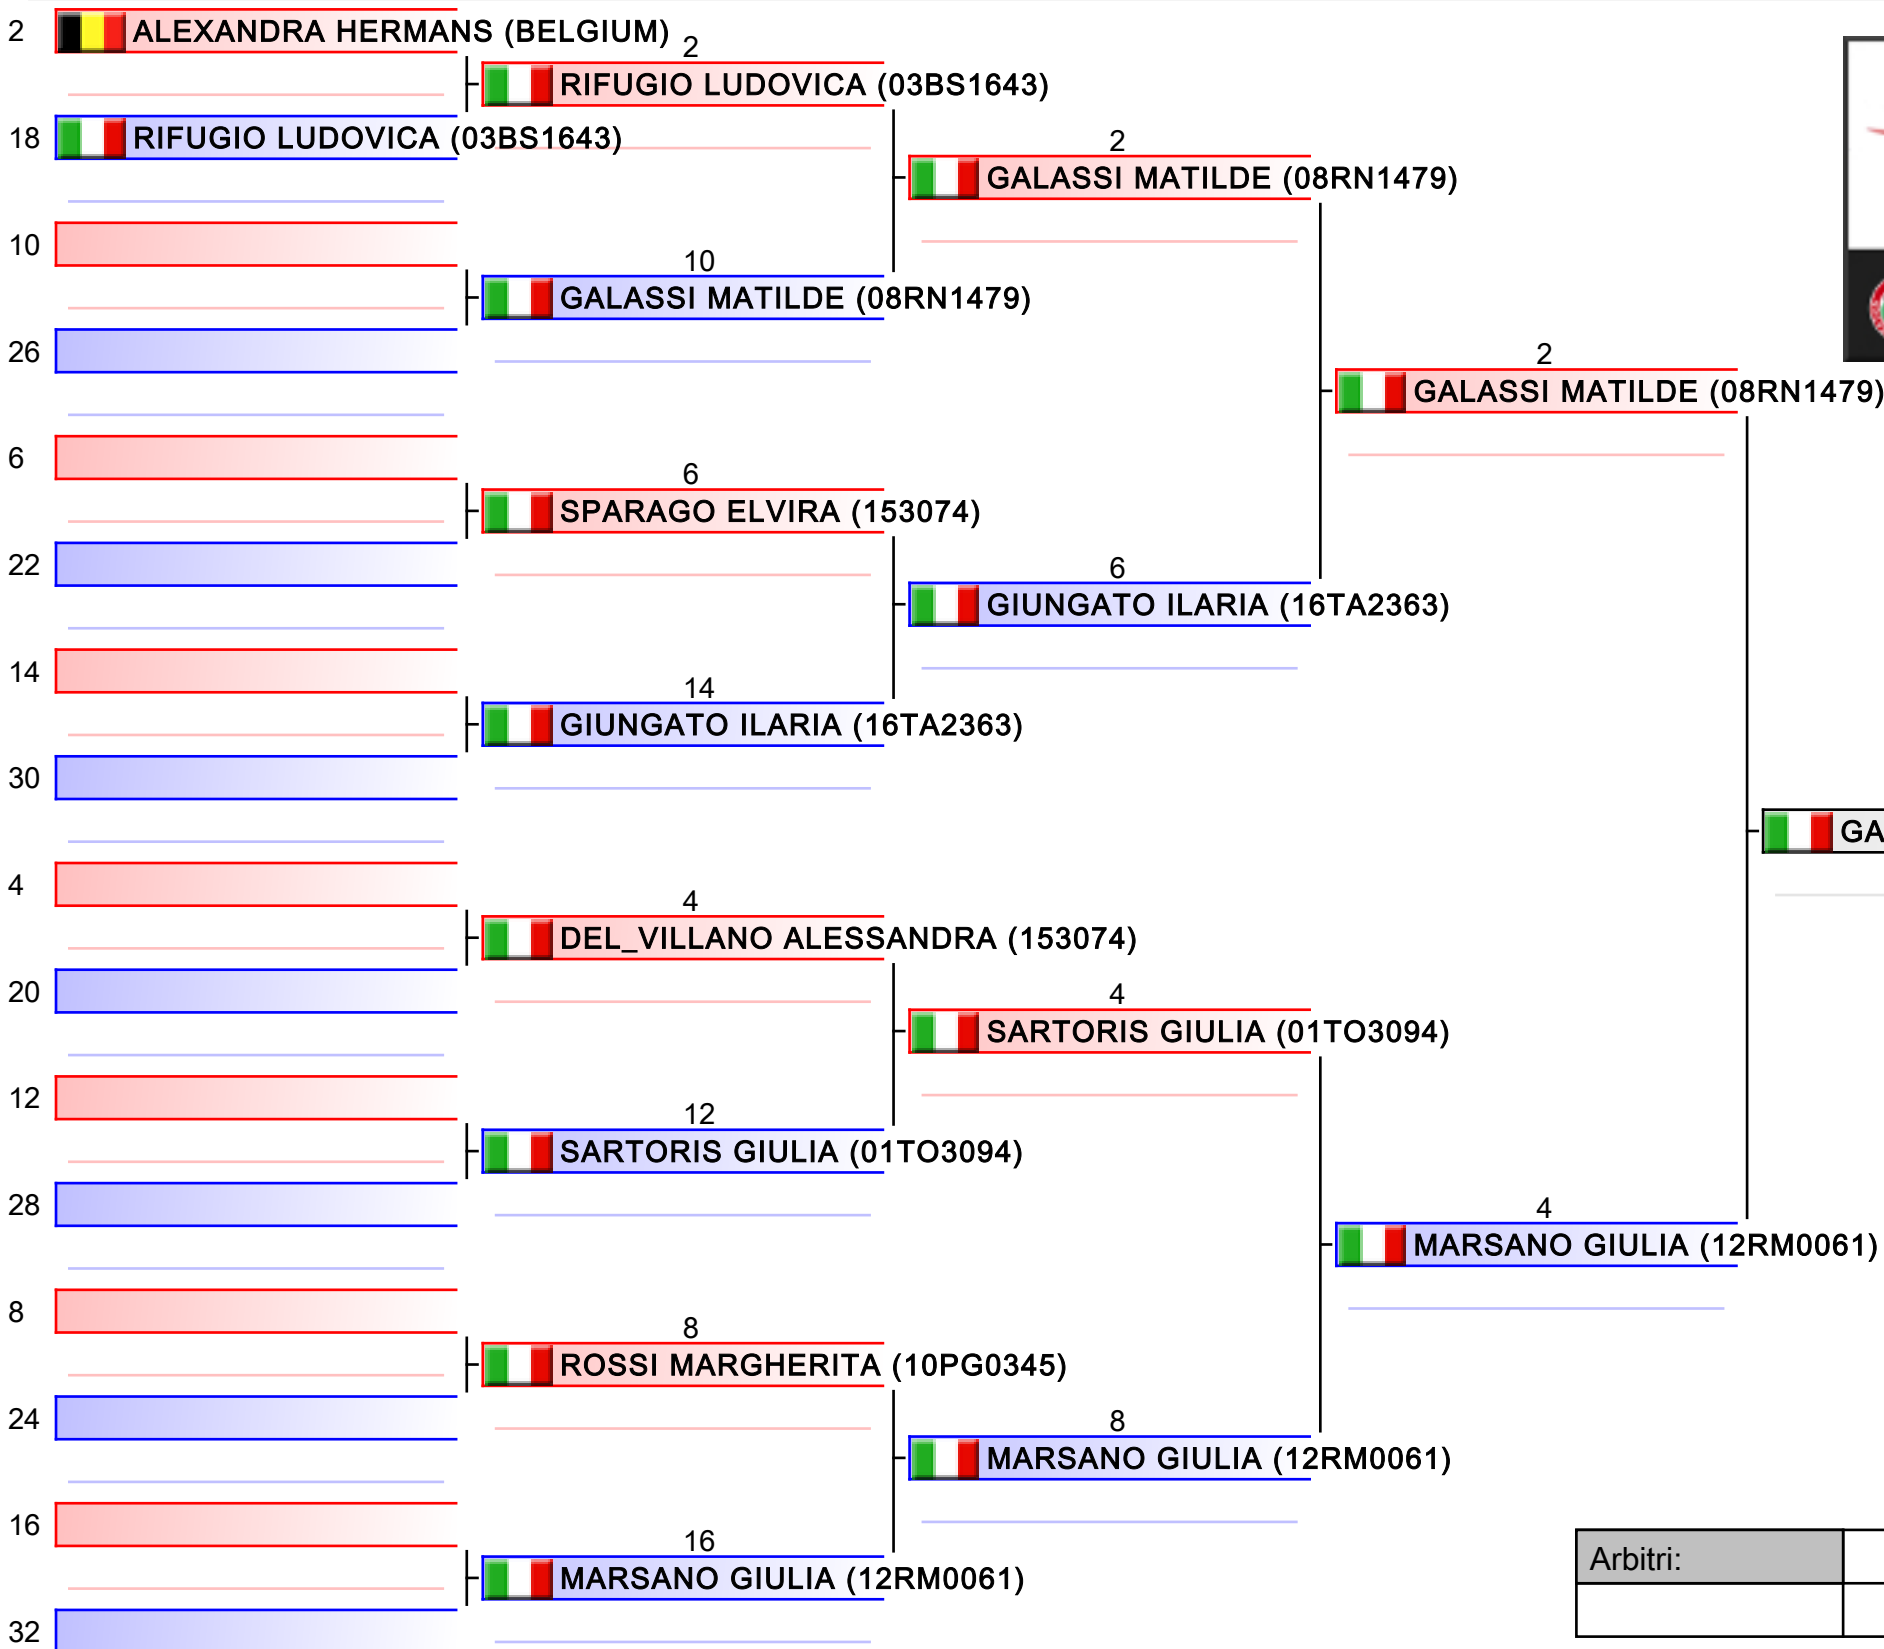 2 ALEXANDRA HERMANS (BELGIUM)
2
RIFUGIO LUDOVICA (03BS1643)
18 RIFUGIO LUDOVICA (03BS1643)
2
GALASSI MATILDE (08RN1479)
10
10
GALASSI MATILDE (08RN1479)
26
2
GALASSI MATILDE (08RN1479)
6
6
SPARAGO ELVIRA (153074)
22
6
GIUNGATO ILARIA (16TA2363)
14
14
GIUNGATO ILARIA (16TA2363)
30
GA
4
4
DEL_VILLANO ALESSANDRA (153074)
20
4
SARTORIS GIULIA (01TO3094)
12
12
SARTORIS GIULIA (01TO3094)
28
4
MARSANO GIULIA (12RM0061)
8
8
ROSSI MARGHERITA (10PG0345)
24
8
MARSANO GIULIA (12RM0061)
16
16
MARSANO GIULIA (12RM0061)
Arbitri:
32